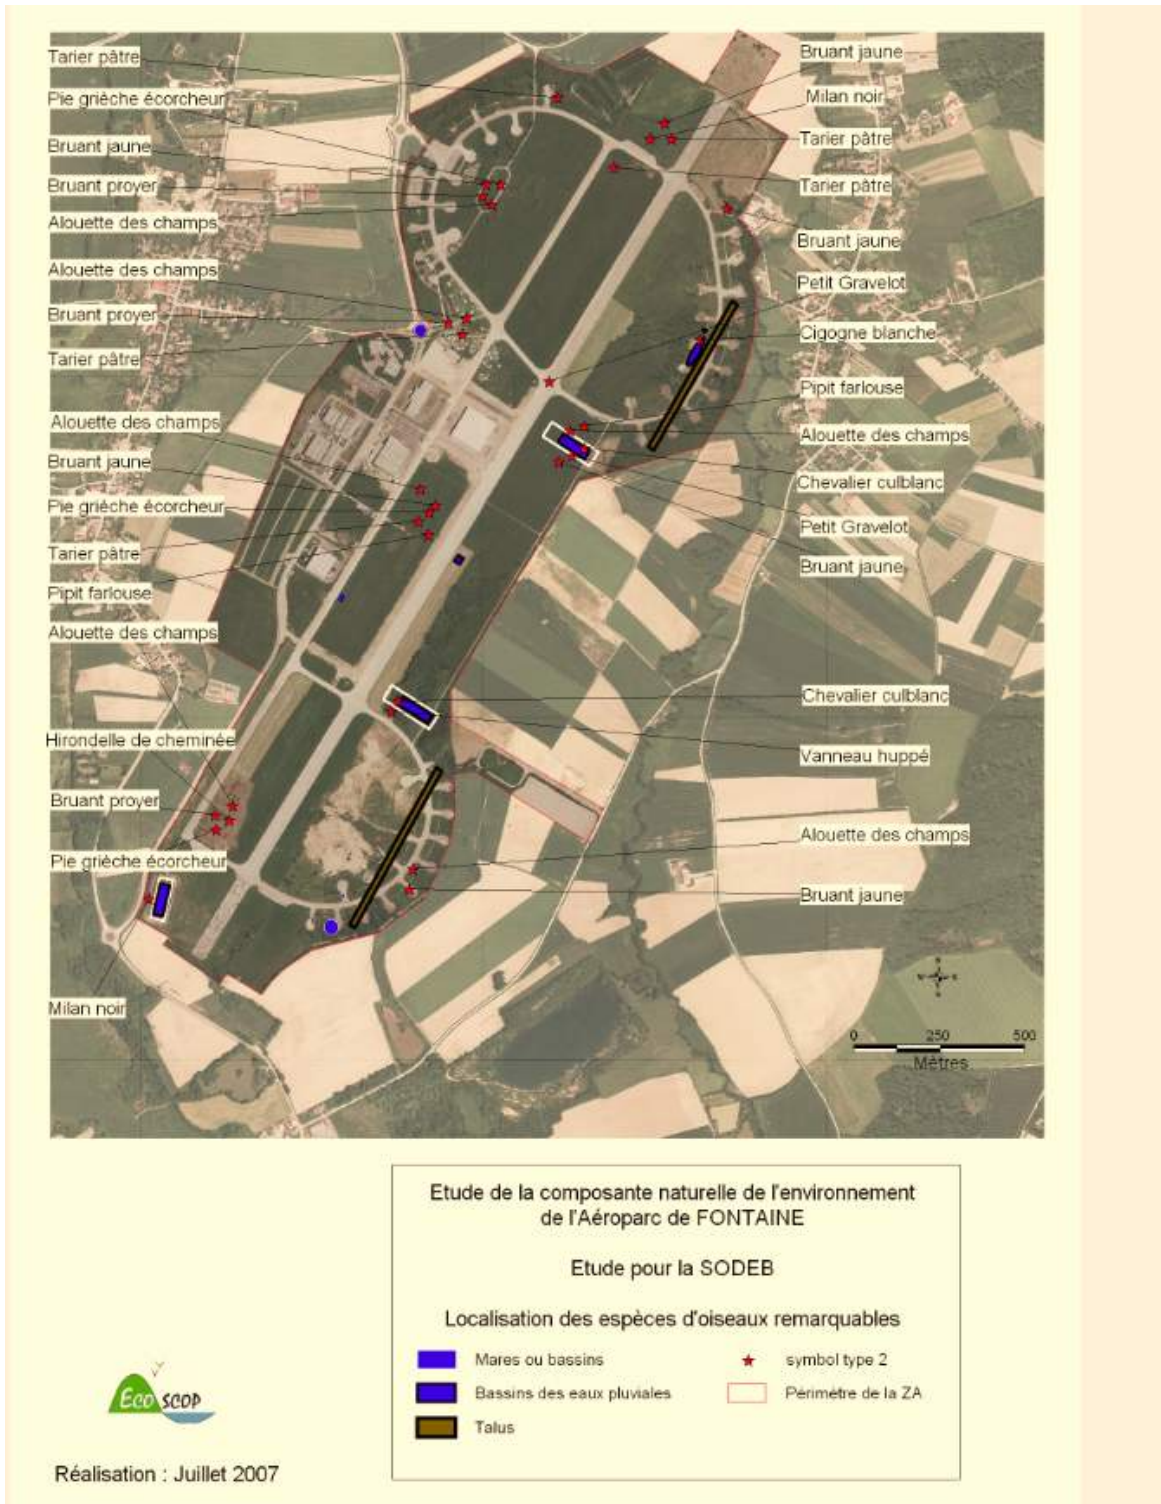 Tarier pâtre
Pie grièche écorcheur
Bruant jaune
Bruant proyer
Alouette des champs
Alouette des champs
Bruant proyer
Tarier pâtre
Alouette des champs
Bruant jaune
Pie grièche écorcheur
Tarier pâtre
Pipit farlouse
Alouette des champs
Hirondelle de cheminée
Bruant proyer
Pie grièche écorcheur
Milan noir
Bruant jaune
Milan noir
Tarier pâtre
Tarier pâtre
Bruant jaune
Petit Gravelot
Cigogne blanche
Pipit farlouse
Alouette des champs
Chevalier culblanc
Petit Gravelot
Bruant jaune
Chevalier culblanc
Vanneau huppé
Alouette des champs
Bruant jaune
0 250 500
Mètres
Etude de la composante naturelle de l'environnement
de l'Aéroparc de FONTAINE
Etude pour la SODEB
Localisation des espèces d'oiseaux remarquables
Mares ou bassins
symbol type 2
Bassins des eaux pluviales
Périmètre de la ZA
Talus
ECO SCOP
Réalisation : Juillet 2007